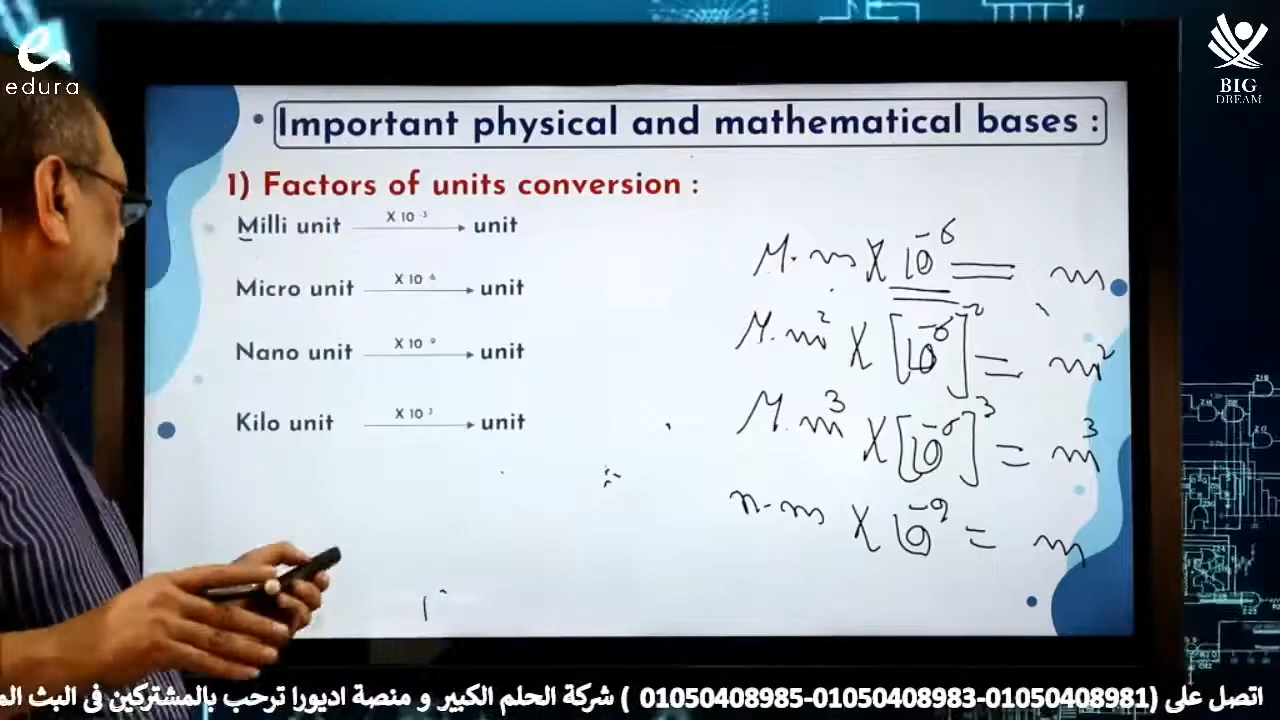 edura
BIG
DREAM
• Important physical and mathematical bases :
1) Factors of units conversion :
Milli unit X 10⁻³ unit
Micro unit X 10⁻⁶ unit
Nano unit X 10⁻⁹ unit
Kilo unit X 10³ unit
M.m X 10⁻⁶ = m
M.m² X [10⁻⁶]² = m²
M.m³ X [10⁻⁶]³ = m³
n.m X 10⁻⁹ = m
اتصل على (01050408981-01050408983-01050408985 ) شركة الحلم الكبير و منصة اديورا ترحب بالمشتركين فى البث الم